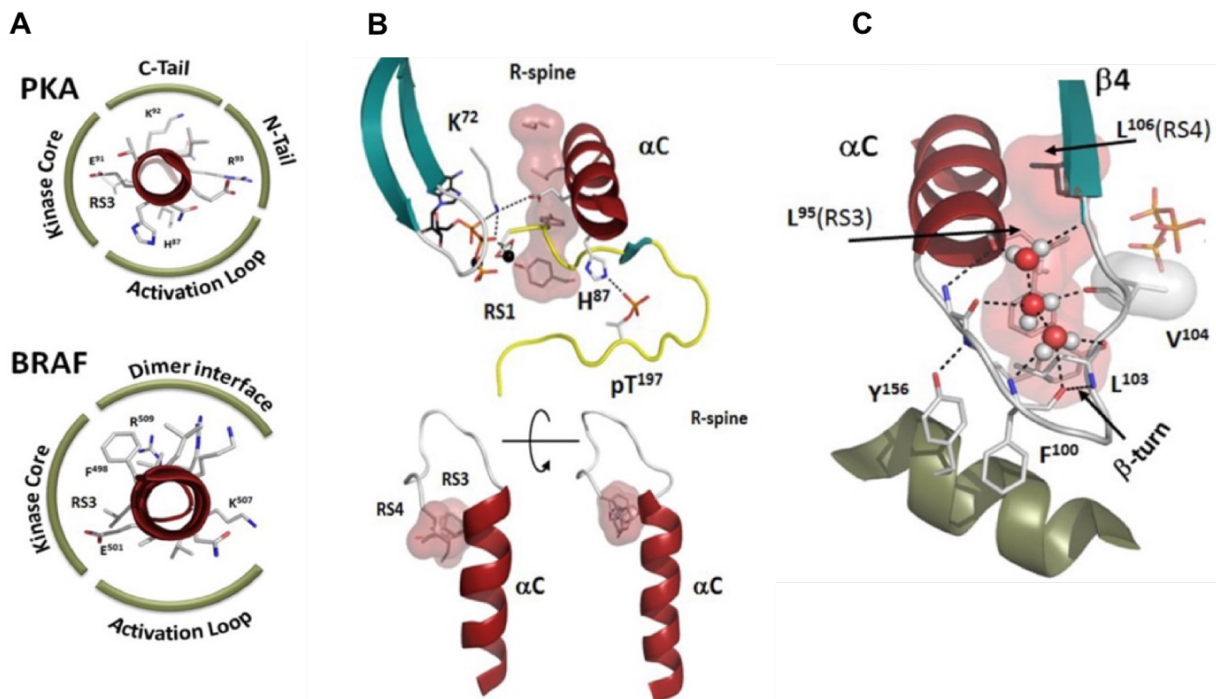 A
PKA
C-Tail
N-Tail
Kinase Core
Activation Loop
K92
E91
R93
RS3
H87
BRAF
Dimer interface
Kinase Core
Activation Loop
R509
F498
RS3
K507
E501
B
R-spine
K72
αC
RS1
H87
pT197
R-spine
RS4
RS3
αC
αC
C
β4
αC
L106(RS4)
L95(RS3)
V104
Y156
L103
F100
β-turn